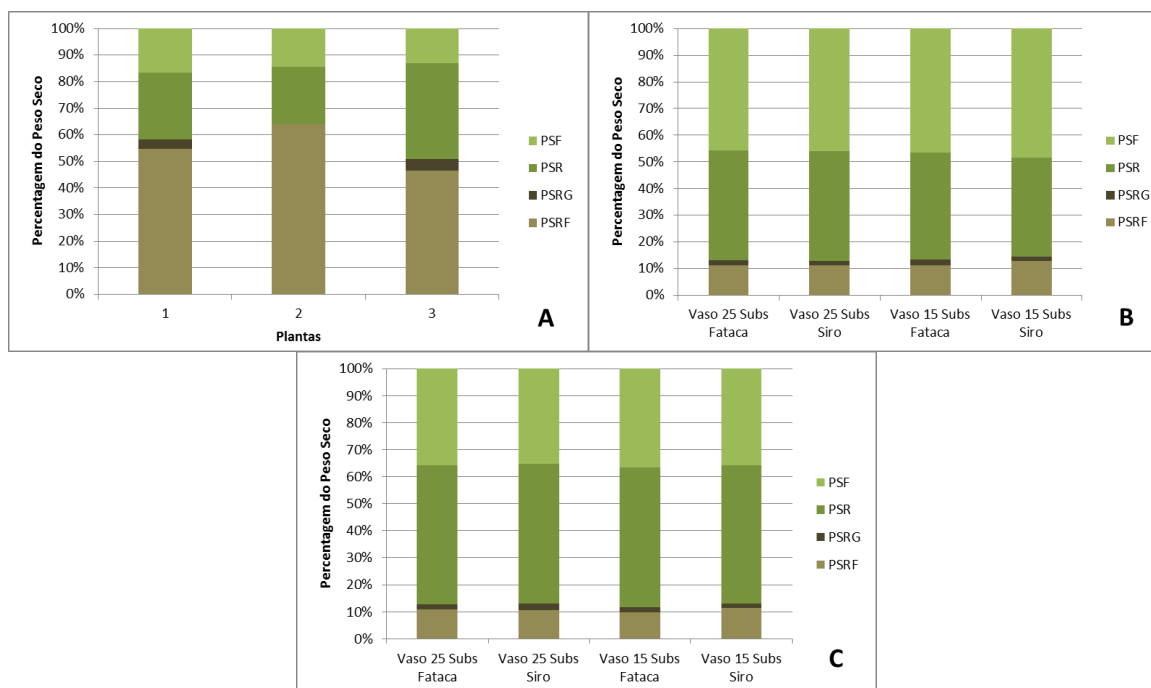 Percentagem do Peso Seco
100%
90%
80%
70%
60%
50%
40%
30%
20%
10%
0%
1 2 3
Plantas
PSF
PSR
PSRG
PSRF
A
Percentagem do Peso Seco
100%
90%
80%
70%
60%
50%
40%
30%
20%
10%
0%
Vaso 25 Subs Vaso 25 Subs Vaso 15 Subs Vaso 15 Subs
Fataca Siro Fataca Siro
PSF
PSR
PSRG
PSRF
B
Percentagem do Peso Seco
100%
90%
80%
70%
60%
50%
40%
30%
20%
10%
0%
Vaso 25 Subs Vaso 25 Subs Vaso 15 Subs Vaso 15 Subs
Fataca Siro Fataca Siro
PSF
PSR
PSRG
PSRF
C